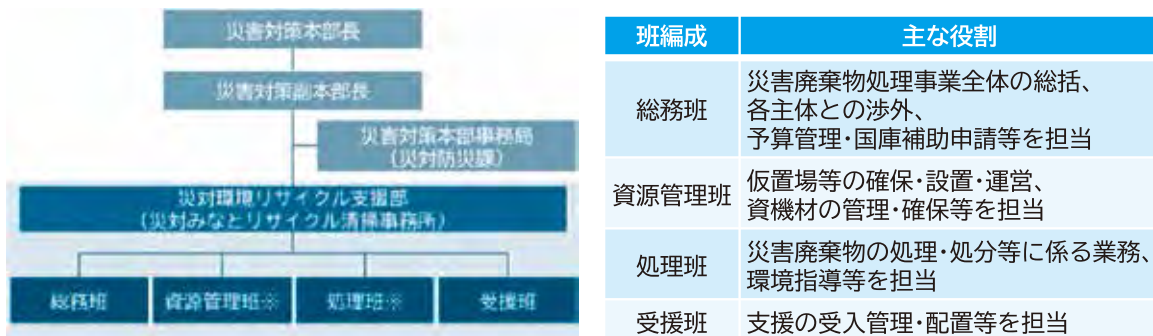 災害対策本部長
災害対策副本部長
災害対策本部事務局
(災対防災課)
災対環境リサイクル支援部
(災対みなとリサイクル清掃事務所)
総務班
資源管理班※
処理班※
受援班
班編成
主な役割
総務班
災害廃棄物処理事業全体の総括、
各主体との渉外、
予算管理・国庫補助申請等を担当
資源管理班
仮置場等の確保・設置・運営、
資機材の管理・確保等を担当
処理班
災害廃棄物の処理・処分等に係る業務、
環境指導等を担当
受援班
支援の受入管理・配置等を担当